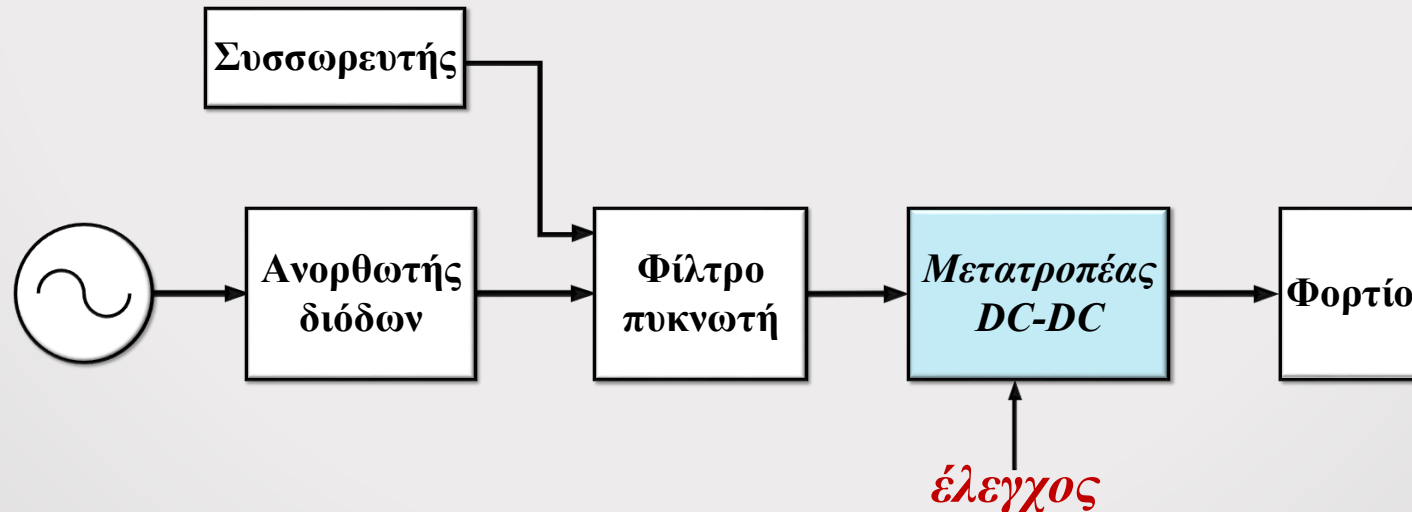 Συσσωρευτής
Ανορθωτής
διόδων
Φίλτρο
πυκνωτή
Μετατροπέας
DC-DC
Φορτίο
έλεγχος